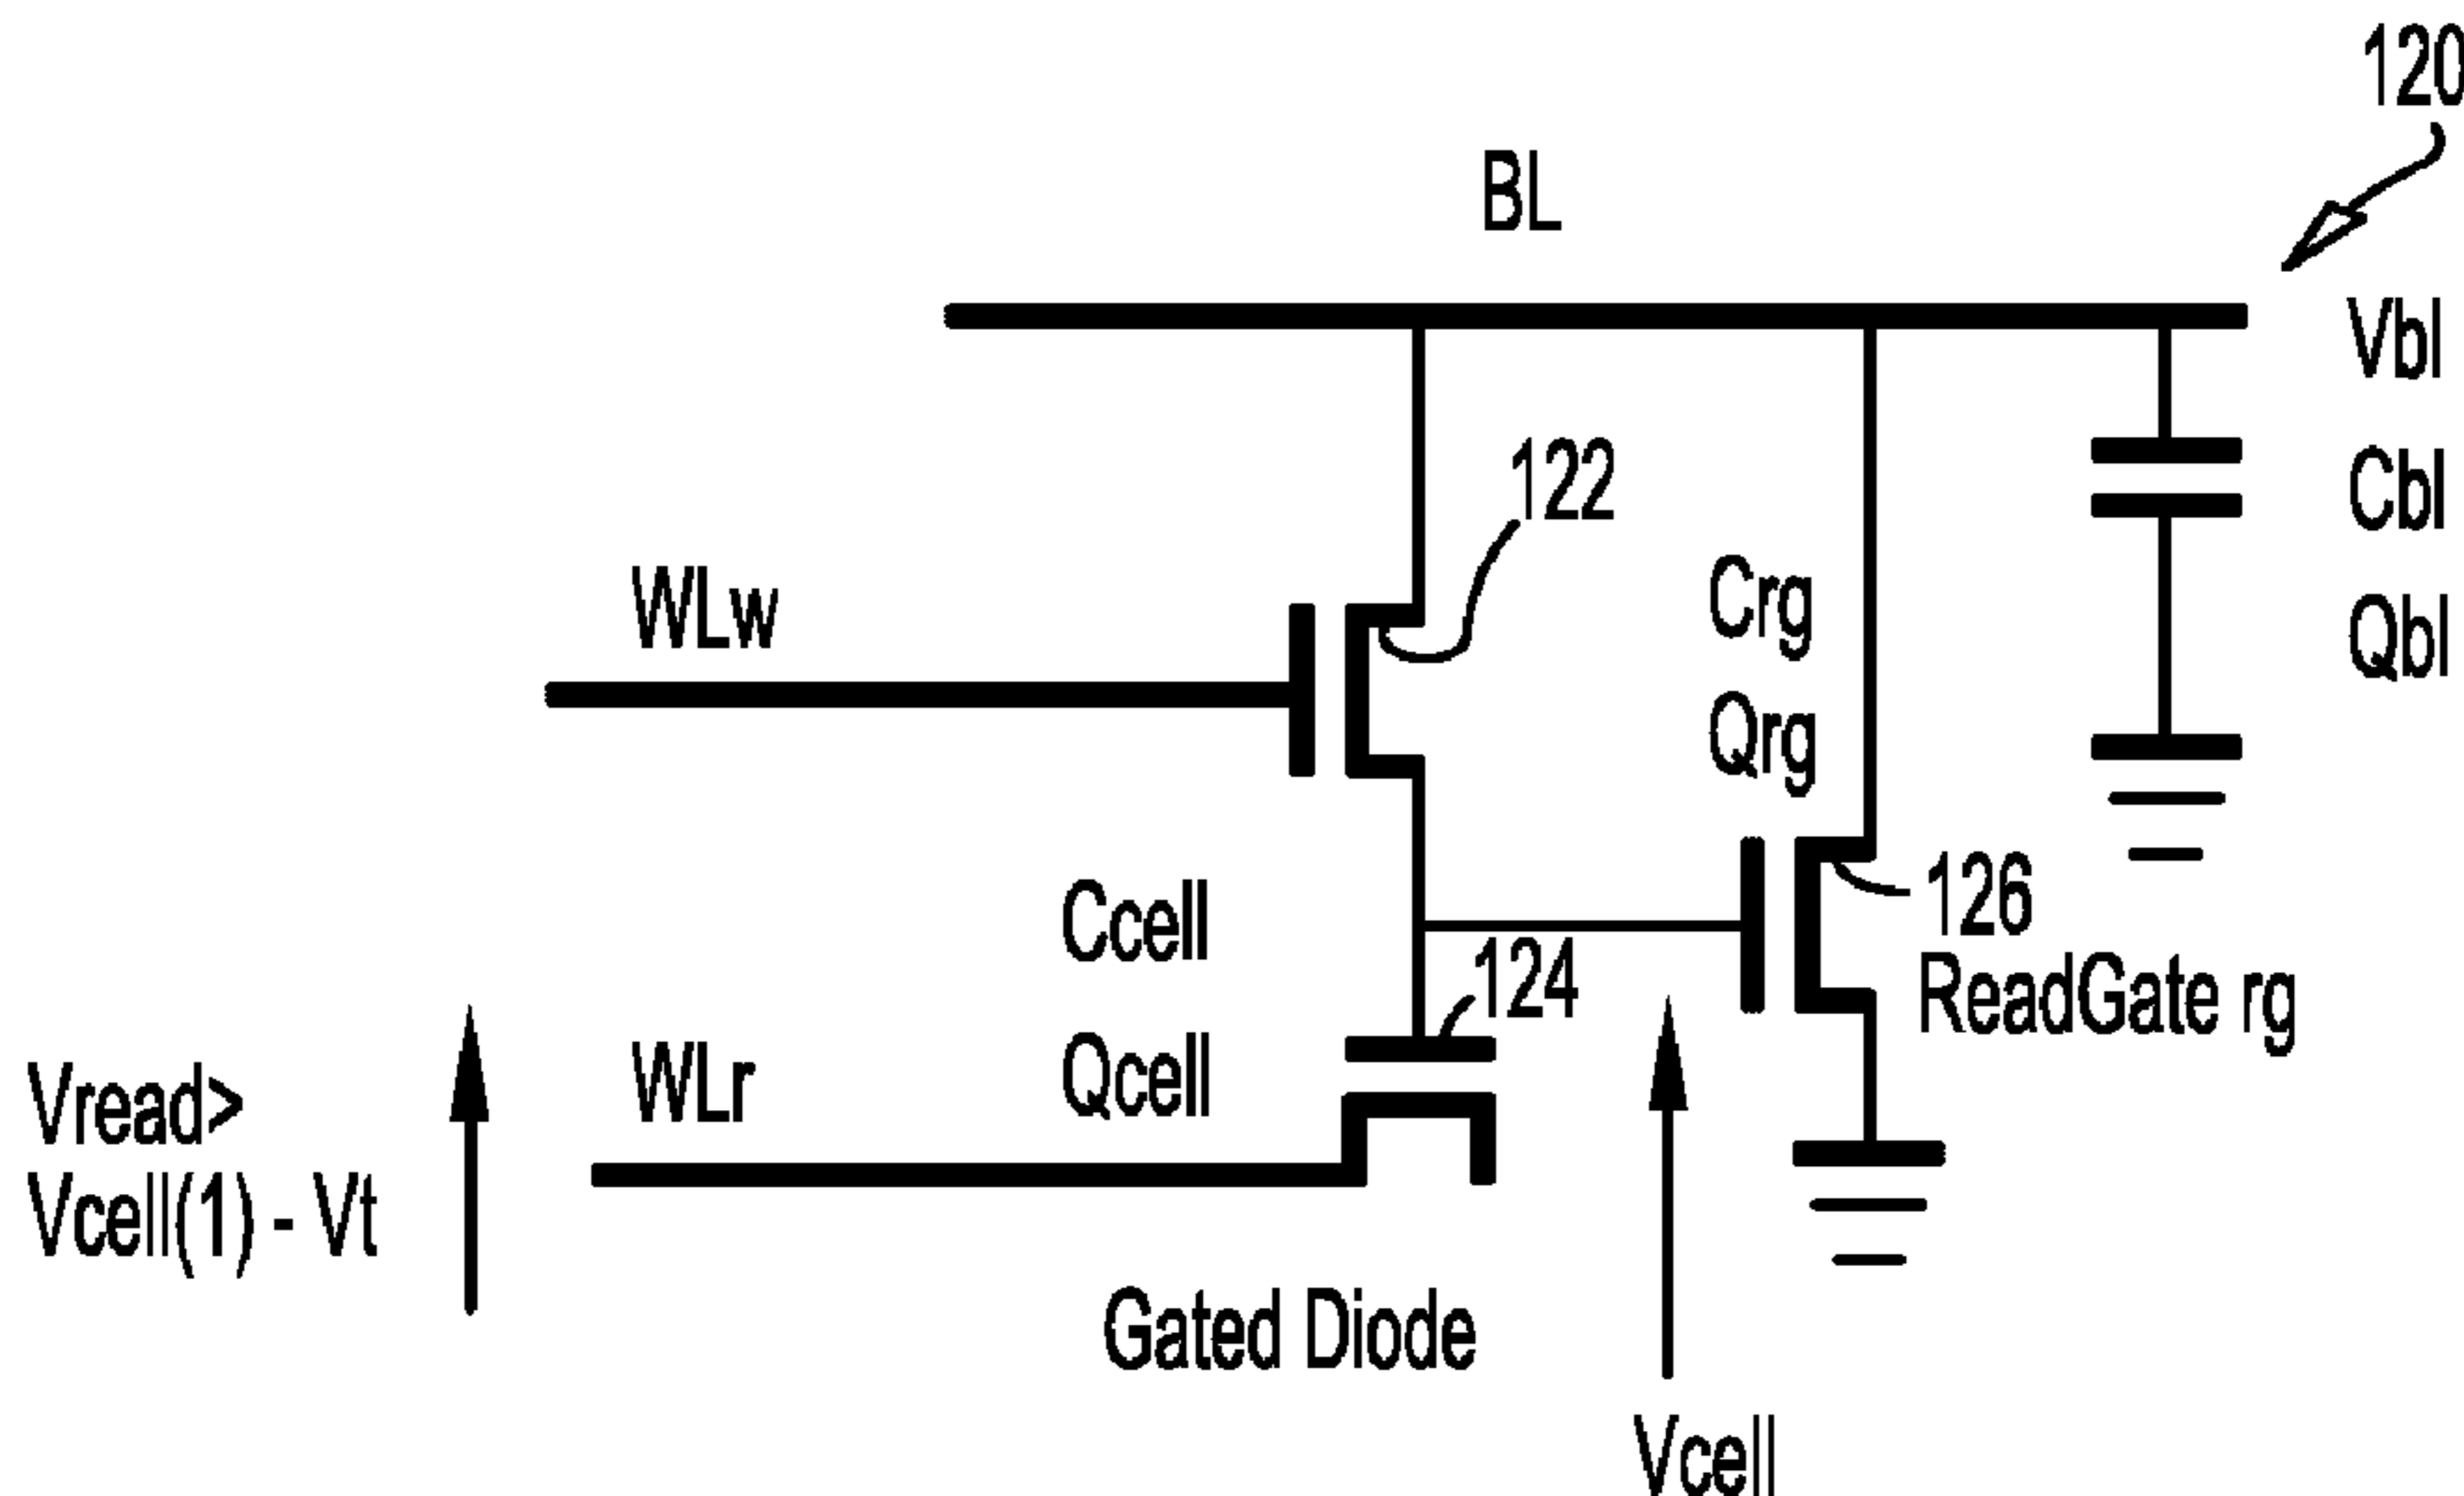 120
BL
Vbl
122
Cbl
Crg
WLw
Qbl
Qrg
Ccell
126
124
ReadGate rg
Qcell
WLr
Vread>
Vcell(1) - Vt
Gated Diode
Vcell